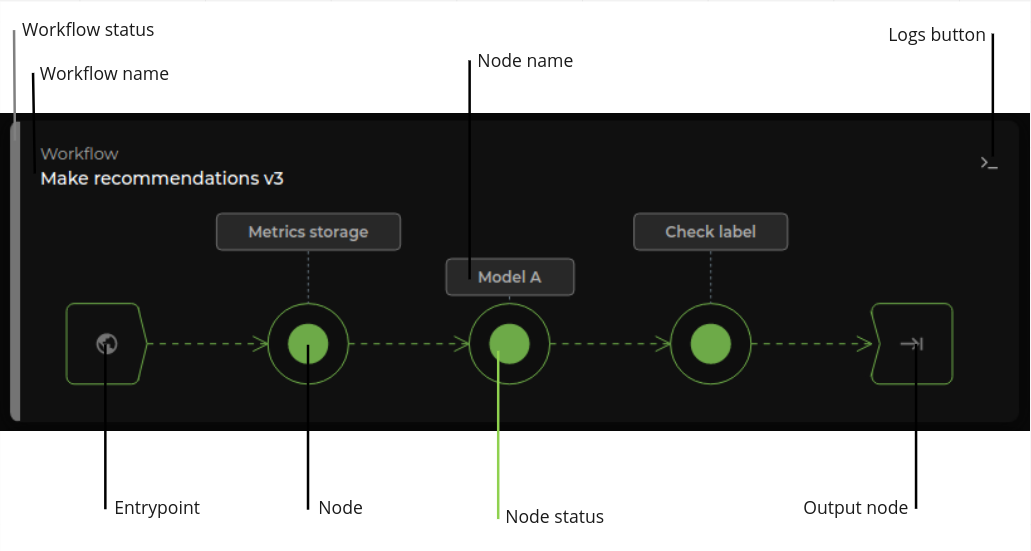 Workflow status
Logs button
Node name
Workflow name
Workflow
Make recommendations v3
>_
Metrics storage
Check label
Model A
Entrypoint
Node
Node status
Output node